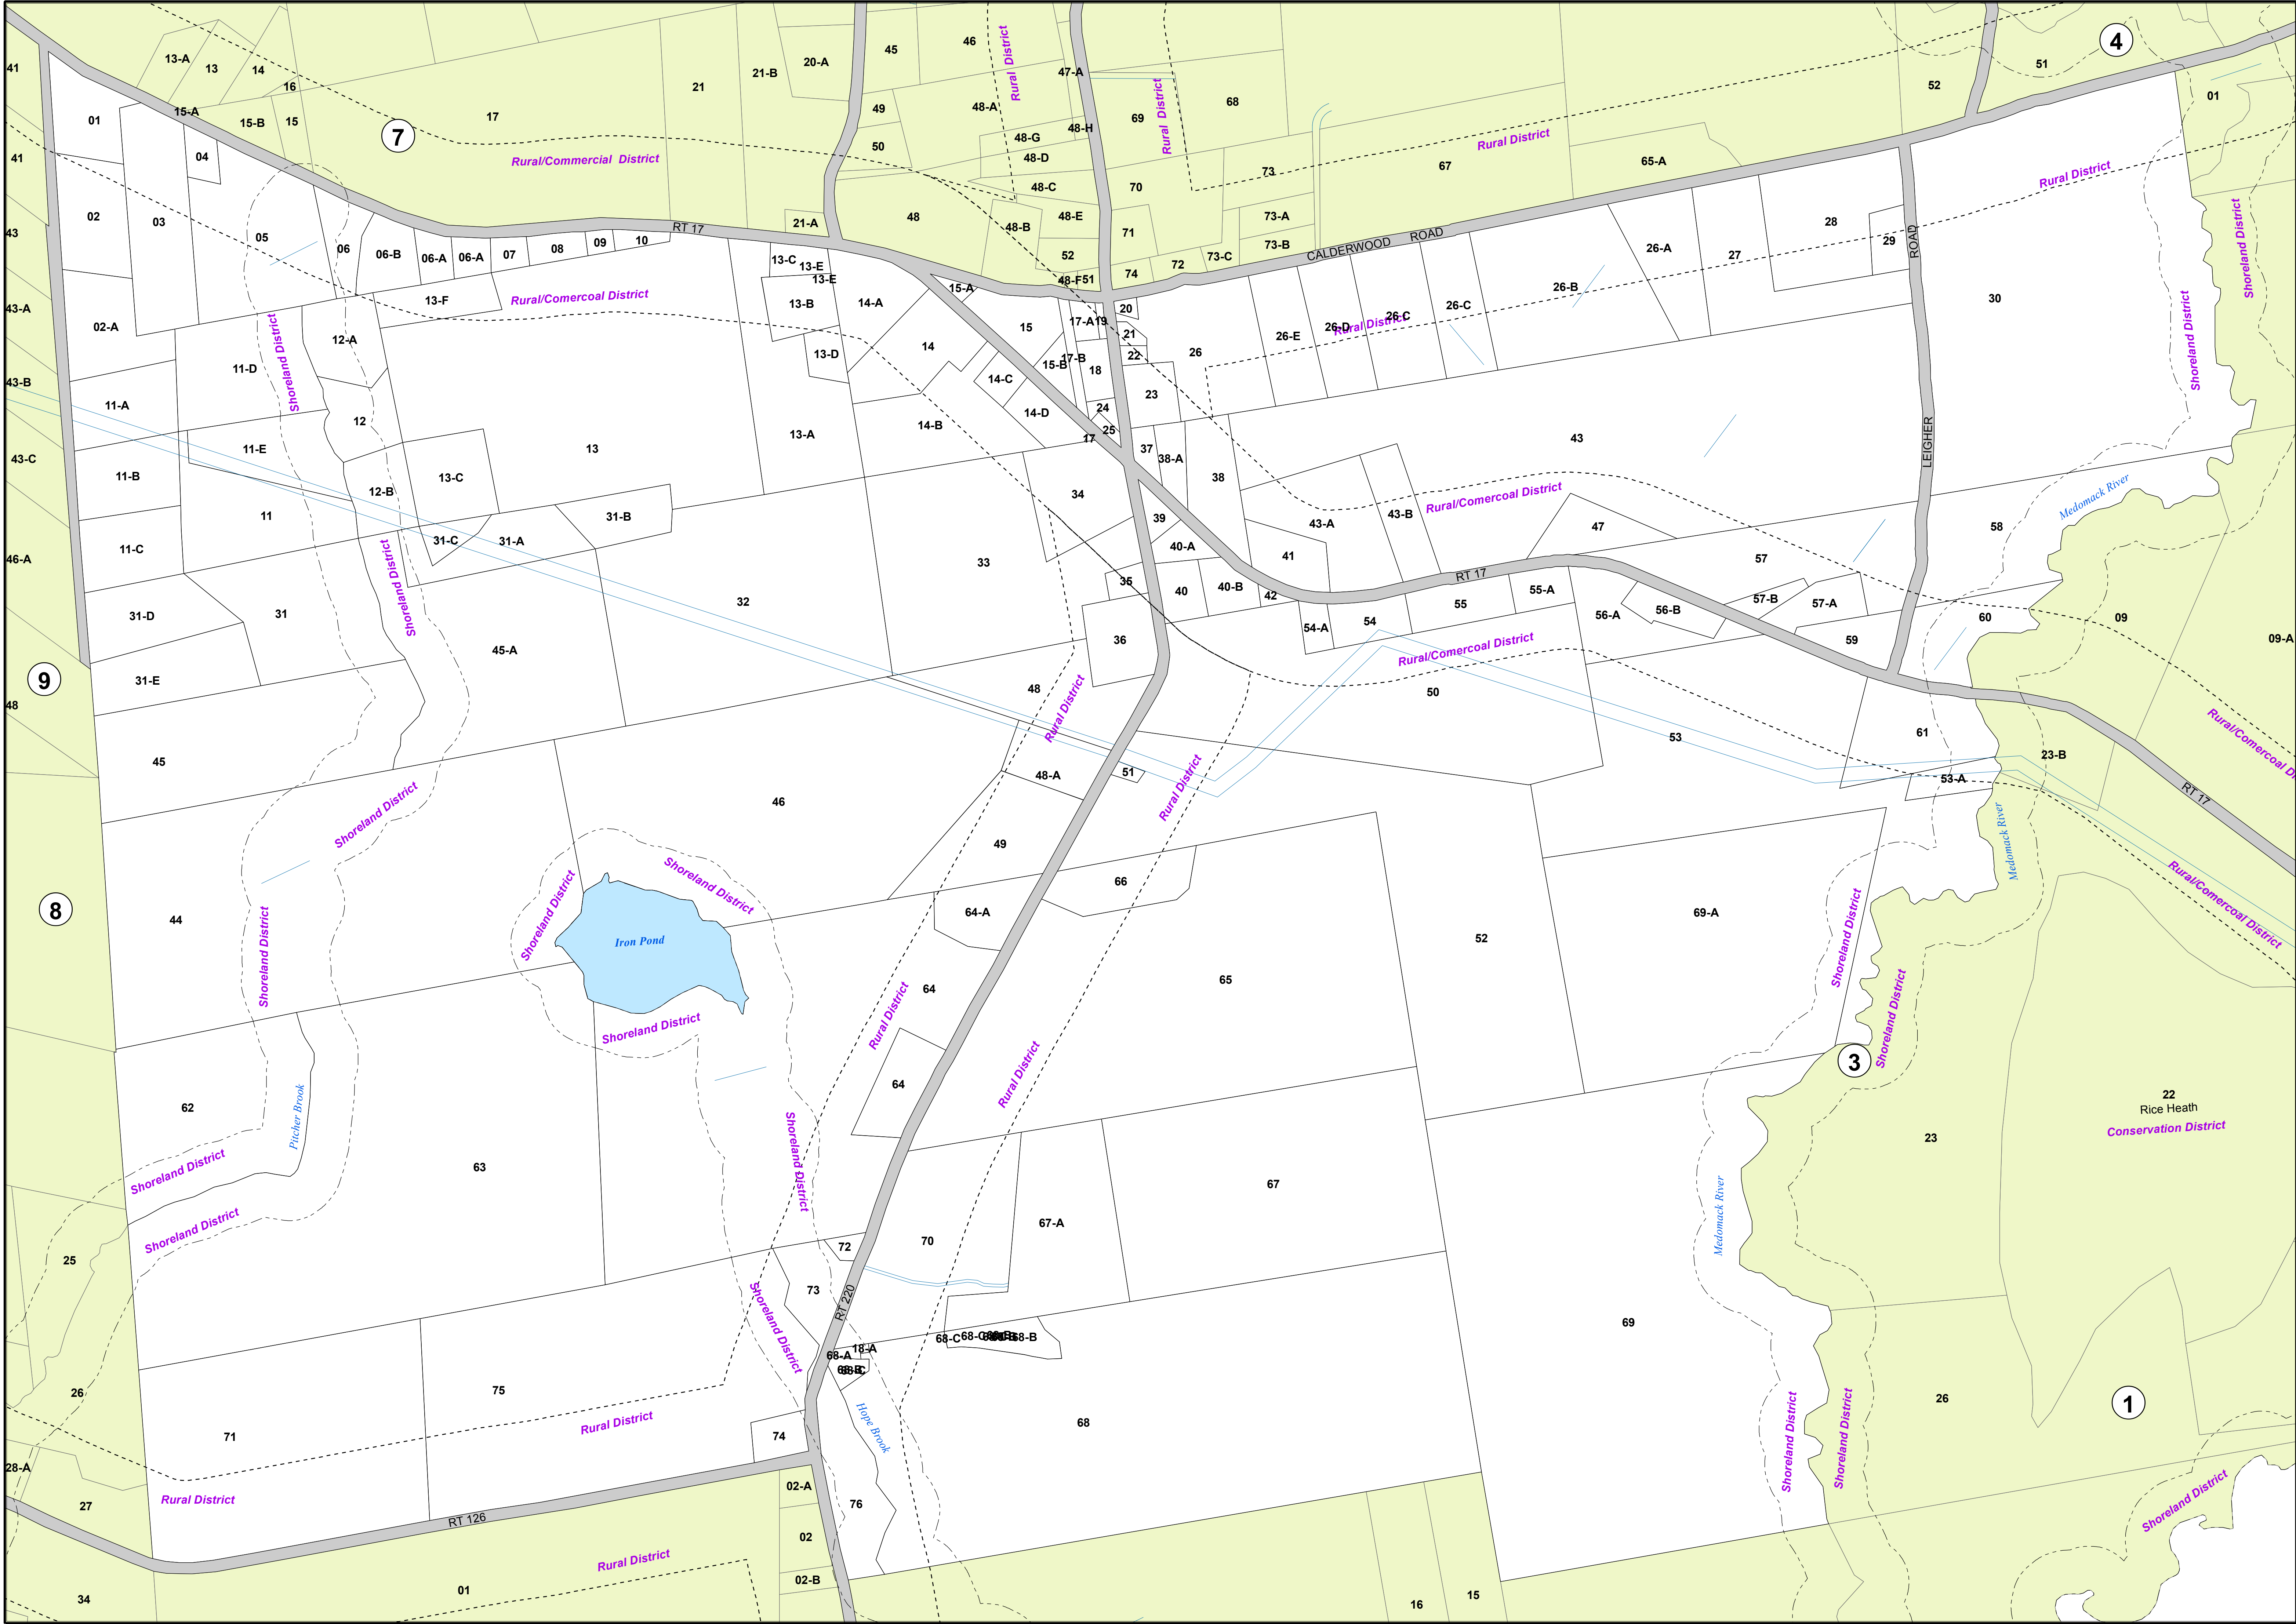 4
46
45
20-A
13-A
13
14
21-B
41
16
21
47-A
51
52
01
48-A
49
68
15-A
17
69
01
15-B
15
48-H
7
48-G
50
48-D
41
04
Rural/Commercial District
Rural District
Rural District
Rural District
67
65-A
Rural District
73
48-C
70
02
03
21-A
48
48-E
73-A
28
43
05
RT 17
48-B
71
CALDERWOOD ROAD
29
ROAD
06
06-B
06-A
06-A
07
08
09
10
52
73-B
26-A
27
Shoreland District
13-C
13-E
13-E
48-F
51
74
72
73-C
15-A
26-B
13-F
Rural/Comercoal District
13-B
14-A
30
43-A
02-A
15
17-A
19
20
26-C
26-C
26-D
Rural District
26-E
12-A
14
21
22
26
Shoreland District
Shoreland District
11-D
13-D
15-B
17-B
18
43-B
14-C
23
11-A
12
14-D
24
14-B
13-A
25
17
43
LEIGHER
11-E
13
37
38-A
43-C
11-B
13-C
38
12-B
34
Rural/Comercoal District
Medomack River
11
31-B
39
43-A
43-B
47
58
31-C
31-A
40-A
11-C
46-A
33
41
57
35
RT 17
40
40-B
42
55-A
57-B
57-A
31-D
31
32
Shoreland District
54-A
54
55
56-A
56-B
60
09
36
59
09-A
45-A
Rural/Comercoal District
9
31-E
48
Rural District
50
48
Rural/Comercoal D
61
53
45
23-B
51
48-A
53-A
Rural District
RT 17
46
Shoreland District
49
Medomack River
Shoreland District
66
Shoreland District
Rural/Comercoal District
8
44
64-A
69-A
Iron Pond
52
Shoreland District
Shoreland District
65
64
Rural District
Shoreland District
Shoreland District
3
64
Rural District
22
Rice Heath
Conservation District
62
Pitcher Brook
23
Shoreland District
63
Shoreland District
67
Medomack River
67-A
Shoreland District
70
72
25
73
RT 220
Shoreland District
69
68-C
68-B
18-A
68-A
75
26
26
1
Shoreland District
Shoreland District
Rural District
Hope Brook
68
71
74
28-A
Rural District
02-A
Shoreland District
27
76
RT 126
02
Rural District
02-B
01
34
15
16